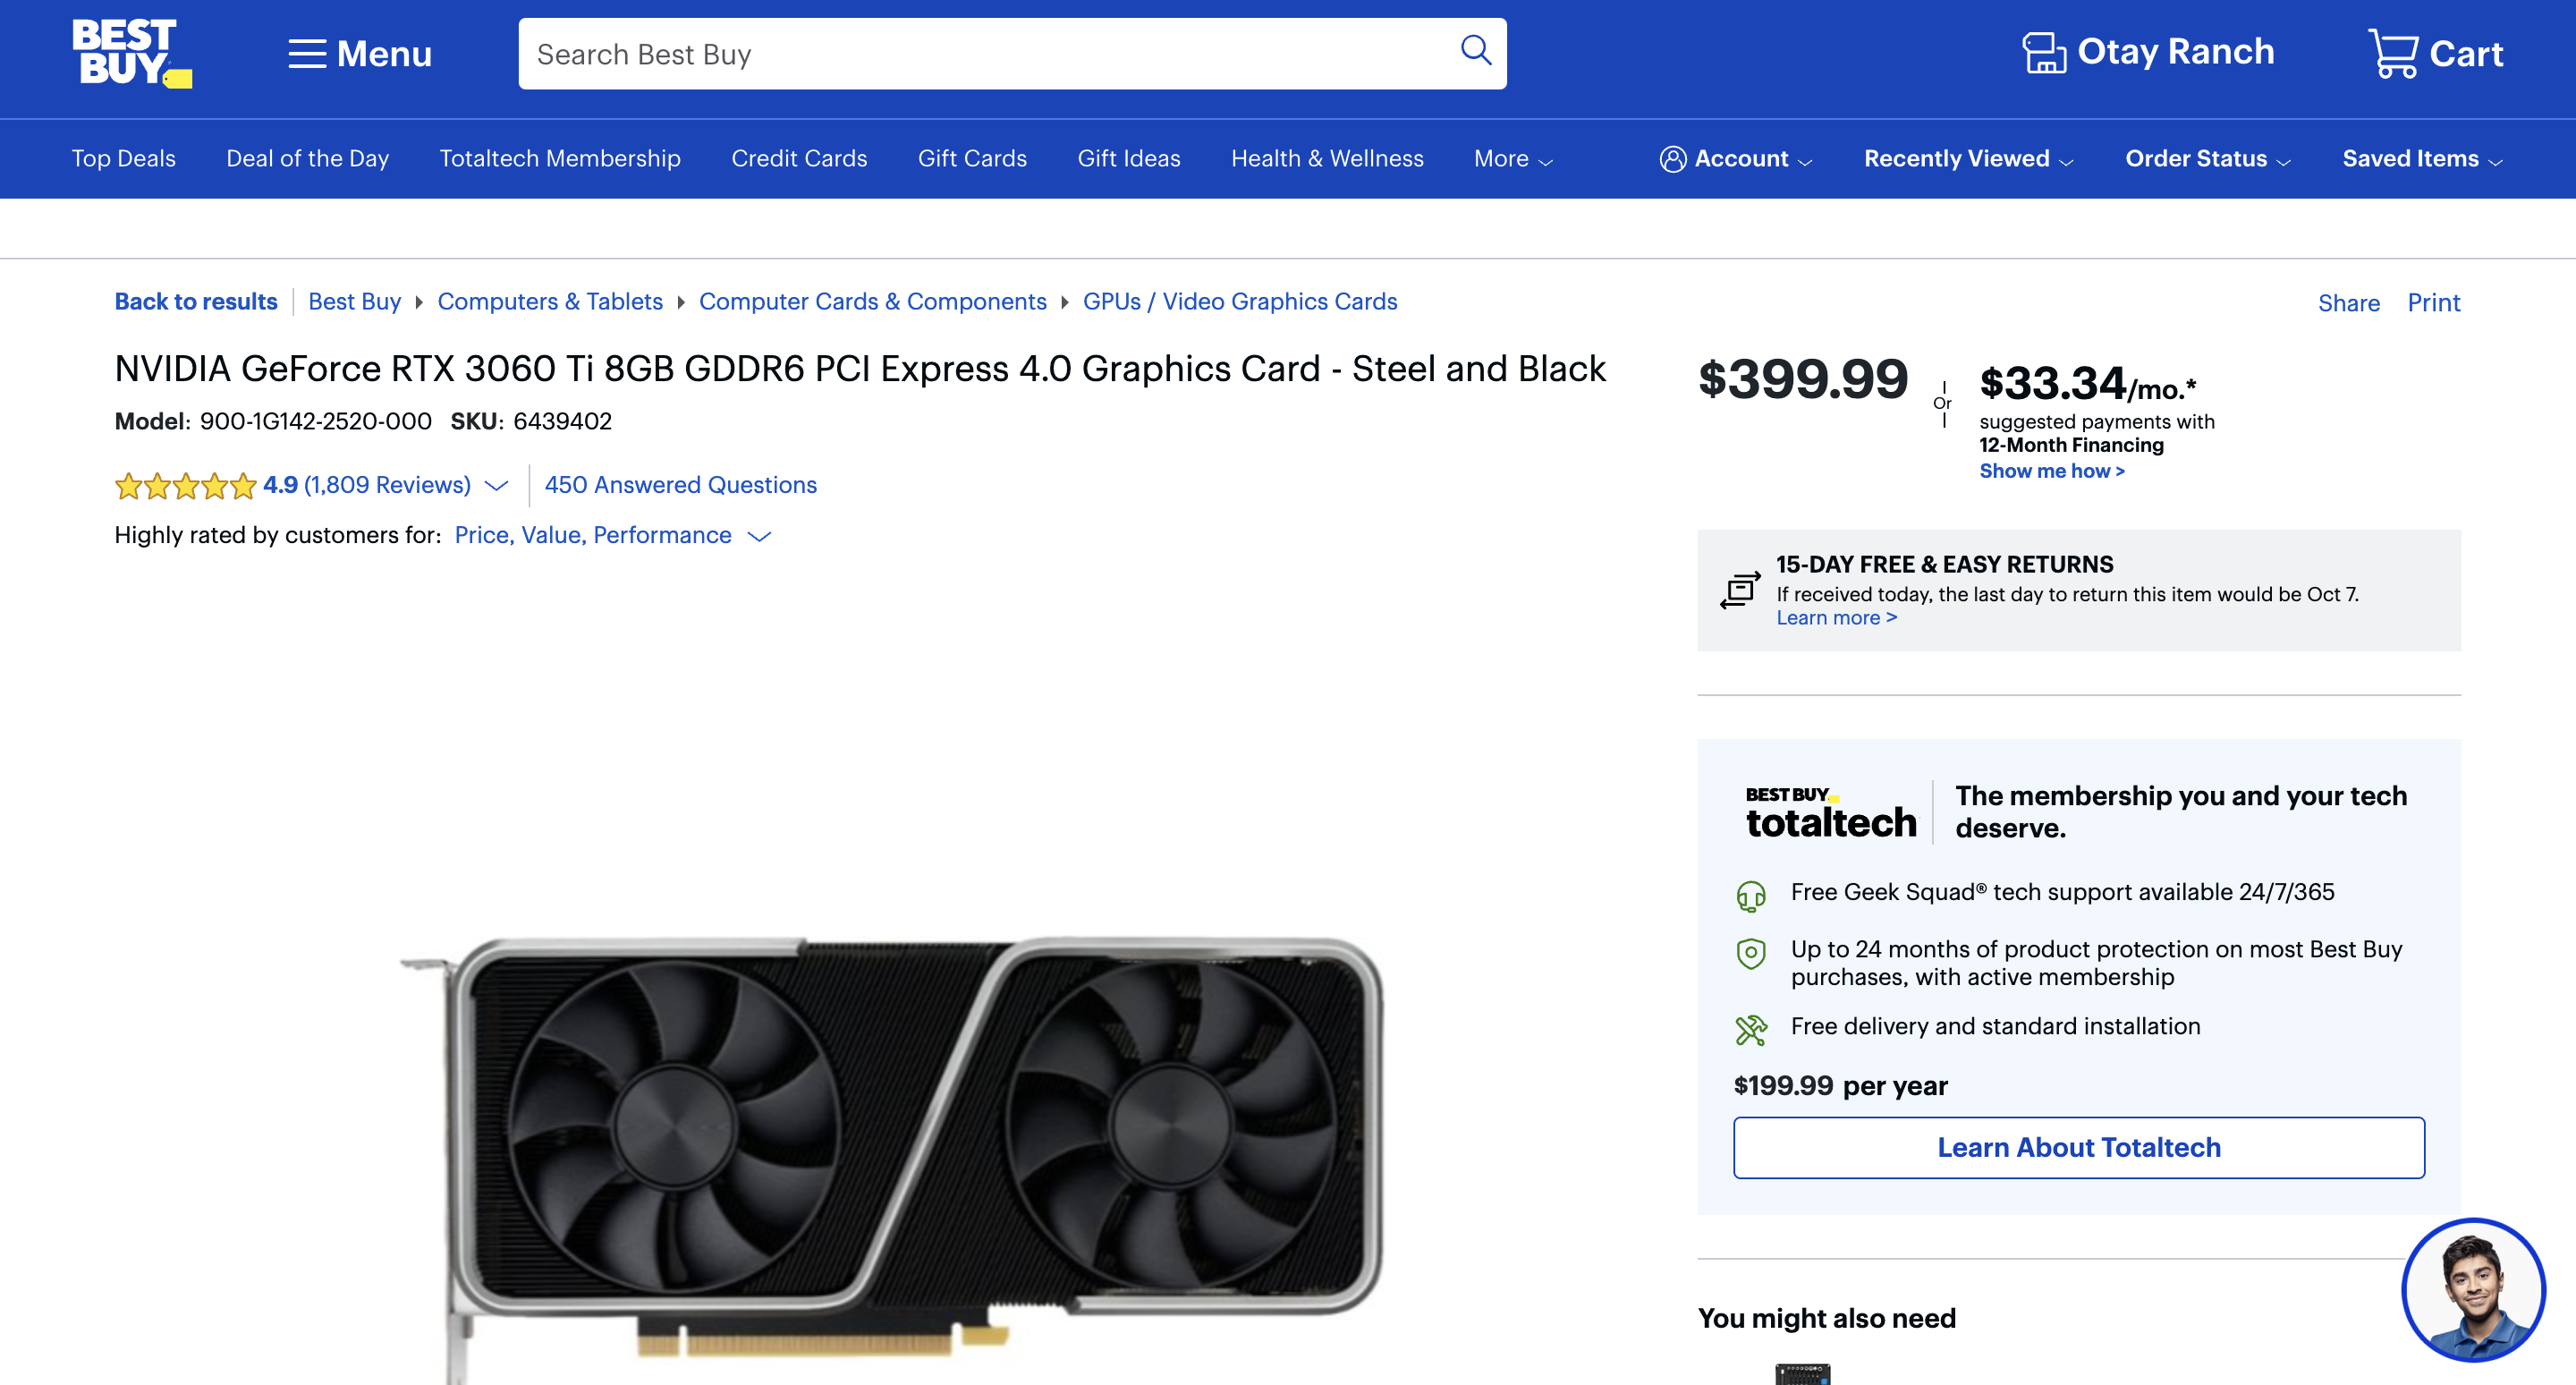 BEST
BUY
Menu
Search Best Buy
Otay Ranch
Cart
Top Deals
Deal of the Day
Totaltech Membership
Credit Cards
Gift Cards
Gift Ideas
Health & Wellness
More
Account
Recently Viewed
Order Status
Saved Items
Back to results
Best Buy
Computers & Tablets
Computer Cards & Components
GPUs / Video Graphics Cards
Share
Print
NVIDIA GeForce RTX 3060 Ti 8GB GDDR6 PCI Express 4.0 Graphics Card - Steel and Black
Model: 900-1G142-2520-000 SKU: 6439402
4.9 (1,809 Reviews)
450 Answered Questions
Highly rated by customers for: Price, Value, Performance
$399.99
Or
$33.34/mo.*
suggested payments with
12-Month Financing
Show me how >
15-DAY FREE & EASY RETURNS
If received today, the last day to return this item would be Oct 7.
Learn more >
BEST BUY
totaltech
The membership you and your tech
deserve.
Free Geek Squad® tech support available 24/7/365
Up to 24 months of product protection on most Best Buy
purchases, with active membership
Free delivery and standard installation
$199.99 per year
Learn About Totaltech
You might also need